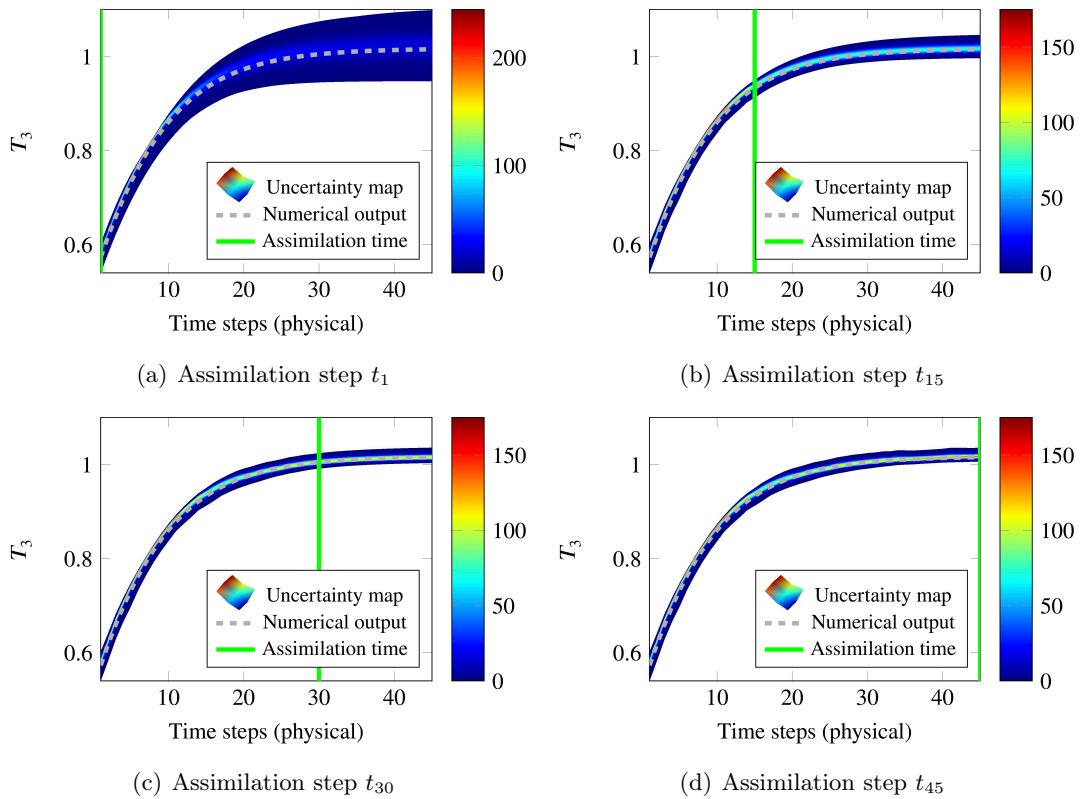 1
0.8
0.6
T3
10 20 30 40
Time steps (physical)
200
100
0
Uncertainty map
Numerical output
Assimilation time
(a) Assimilation step t1
1
0.8
0.6
T3
10 20 30 40
Time steps (physical)
150
100
50
0
Uncertainty map
Numerical output
Assimilation time
(b) Assimilation step t15
1
0.8
0.6
T3
10 20 30 40
Time steps (physical)
150
100
50
0
Uncertainty map
Numerical output
Assimilation time
(c) Assimilation step t30
1
0.8
0.6
T3
10 20 30 40
Time steps (physical)
150
100
50
0
Uncertainty map
Numerical output
Assimilation time
(d) Assimilation step t45